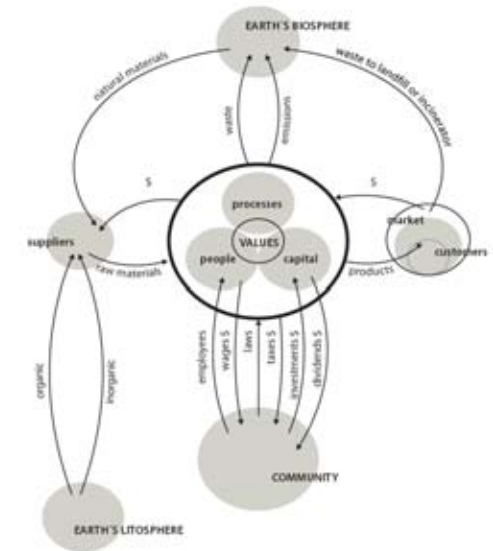 EARTH´S BIOSPHERE
natural materials
waste to landfill or incinerator
waste
emissions
$
$
processes
market
suppliers
VALUES
customers
people
capital
raw materials
products
employees
wages $
laws
taxes $
investments $
dividends $
organic
inorganic
COMMUNITY
EARTH´S LITOSPHERE